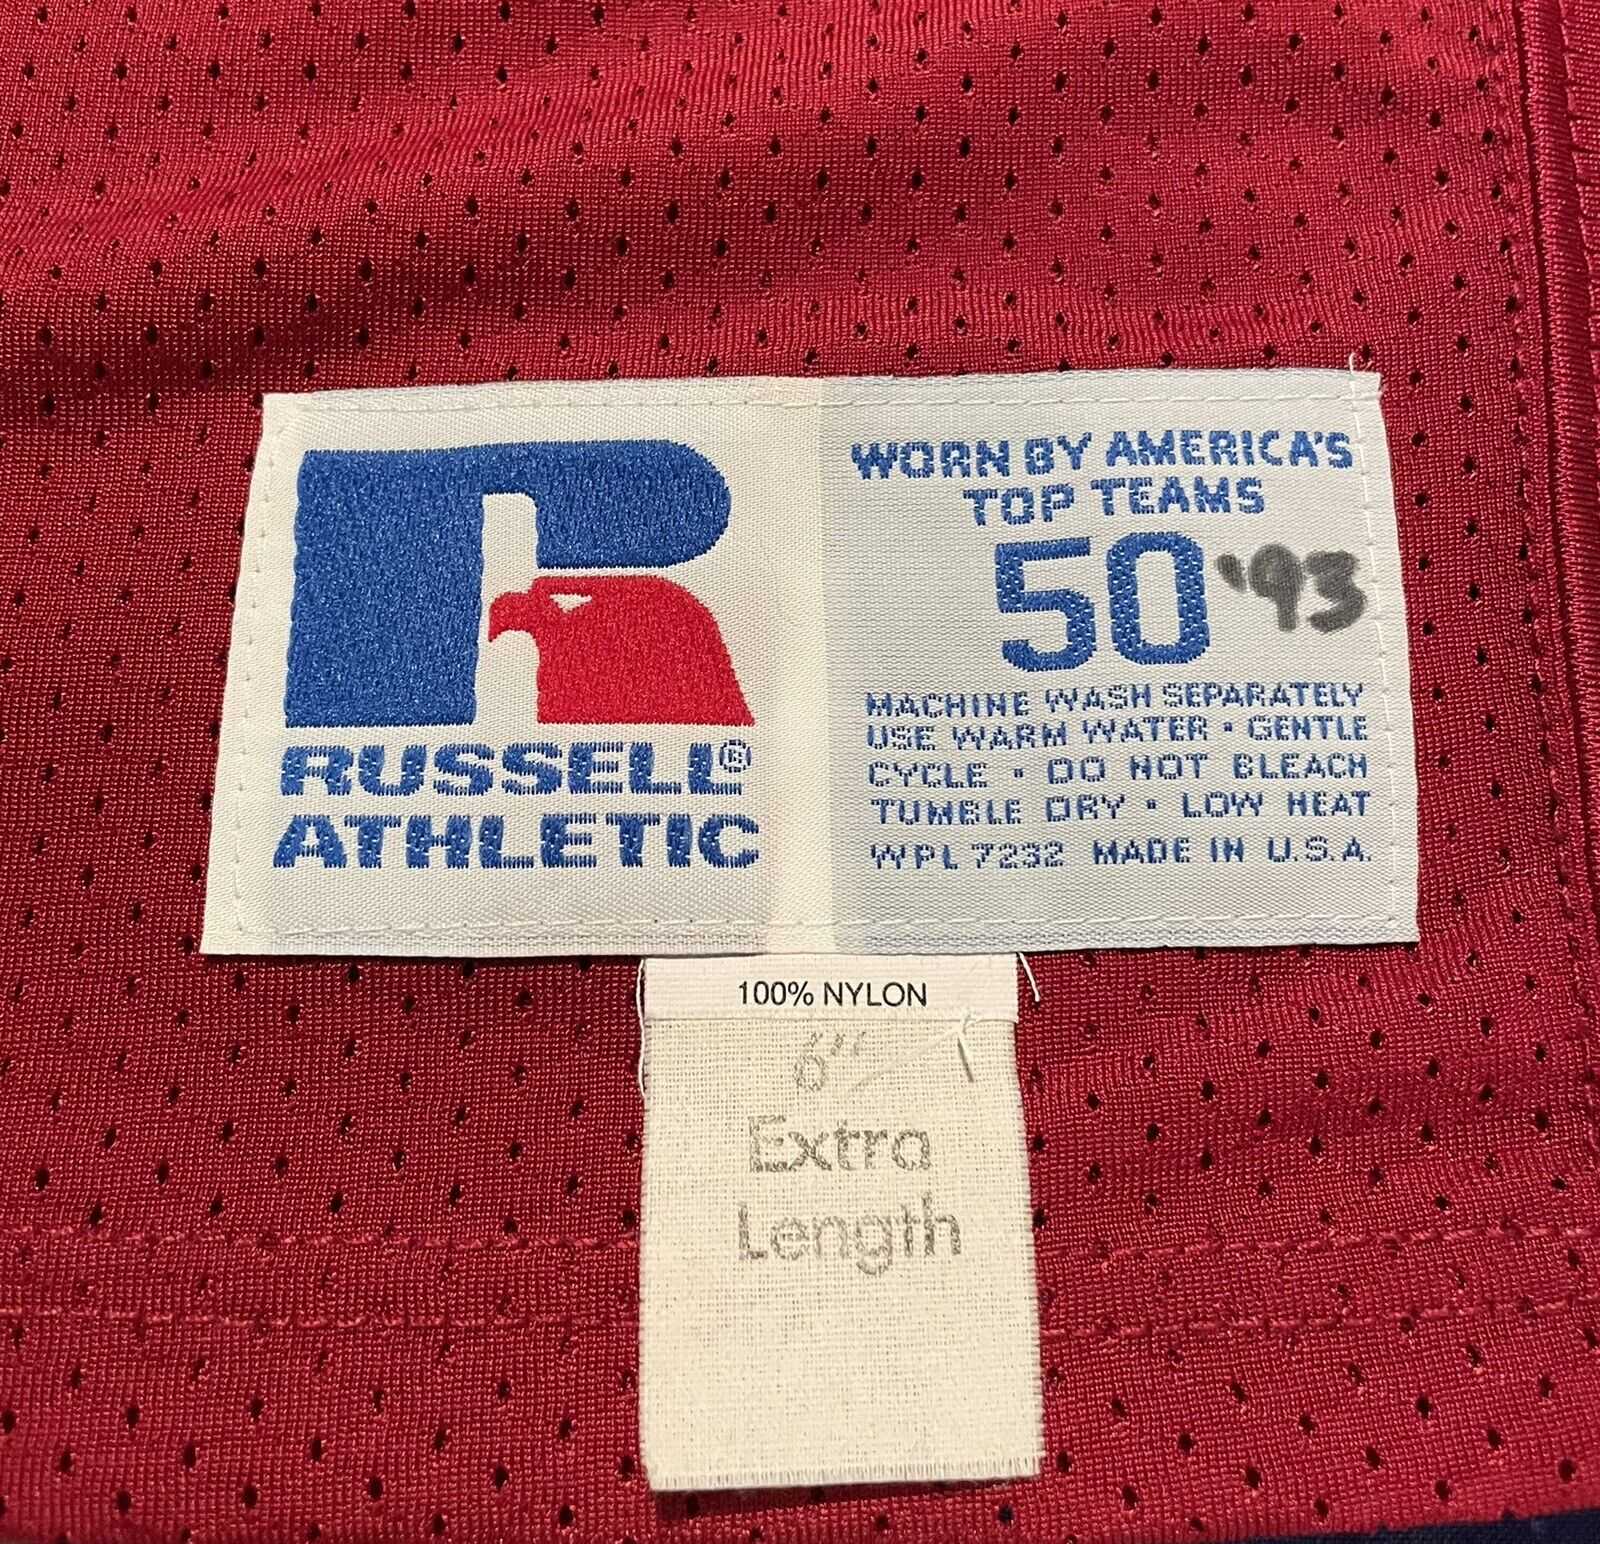 RUSSELL®
ATHLETIC
WORN BY AMERICA'S
TOP TEAMS
50 '93
MACHINE WASH SEPARATELY
USE WARM WATER • GENTLE
CYCLE • DO NOT BLEACH
TUMBLE DRY • LOW HEAT
WPL 7232 MADE IN U.S.A.
100% NYLON
6"
Extra
Length